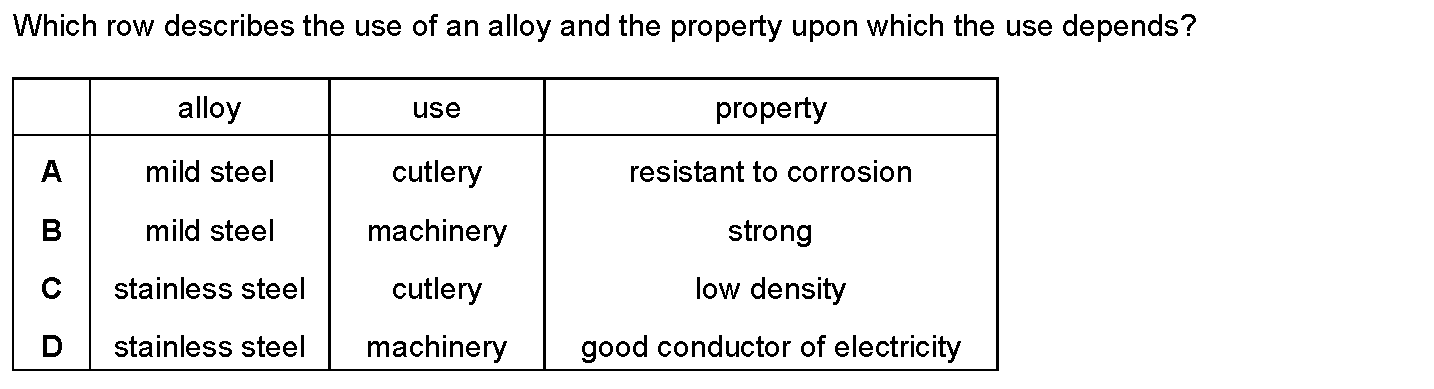 Which row describes the use of an alloy and the property upon which the use depends?
alloy use property
A mild steel cutlery resistant to corrosion
B mild steel machinery strong
C stainless steel cutlery low density
D stainless steel machinery good conductor of electricity